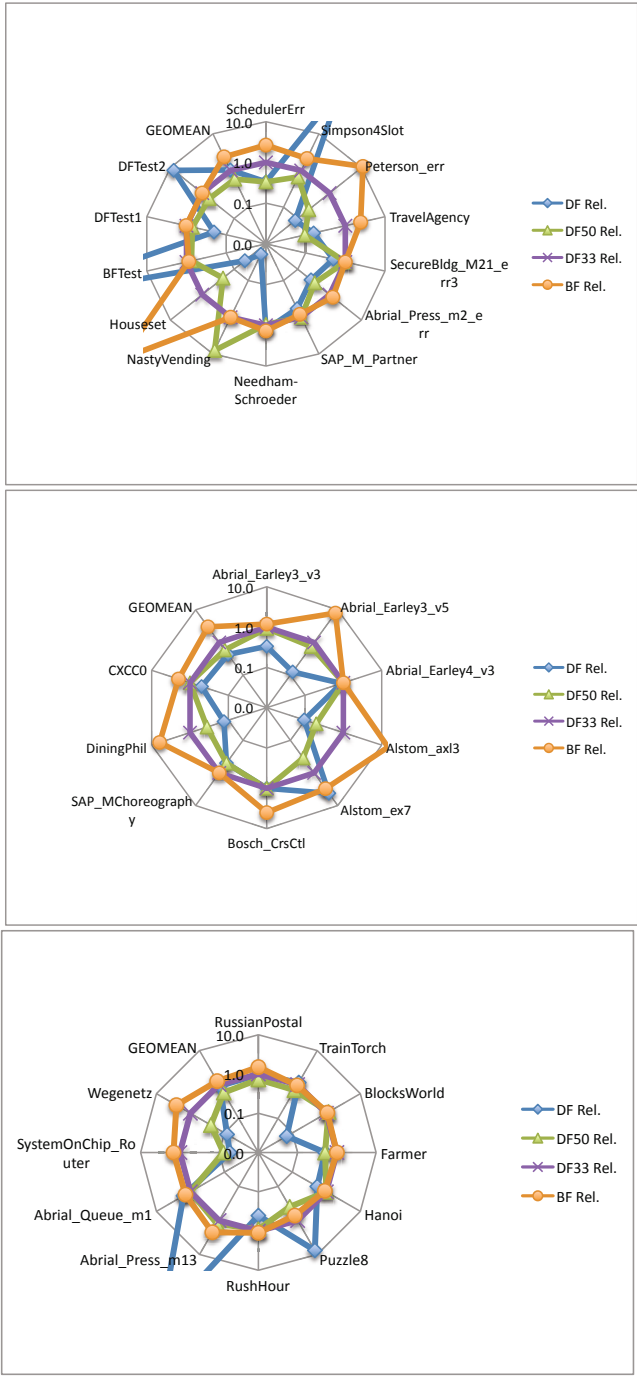 SchedulerErr
10.0
Simpson4Slot
GEOMEAN
DFTest2
1.0
Peterson_err
0.1
TravelAgency
DFTest1
0.0
SecureBldg_M21_e
rr3
BFTest
Abrial_Press_m2_e
rr
Houseset
SAP_M_Partner
NastyVending
Needham-
Schroeder
DF Rel.
DF50 Rel.
DF33 Rel.
BF Rel.
Abrial_Earley3_v3
10.0
GEOMEAN
Abrial_Earley3_v5
1.0
CXCC0
Abrial_Earley4_v3
0.1
0.0
DiningPhil
Alstom_axl3
SAP_MChoreograph
y
Alstom_ex7
Bosch_CrsCtl
DF Rel.
DF50 Rel.
DF33 Rel.
BF Rel.
RussianPostal
10.0
GEOMEAN
TrainTorch
1.0
Wegenetz
BlocksWorld
0.1
SystemOnChip_Ro
uter
0.0
Farmer
Abrial_Queue_m1
Hanoi
Abrial_Press_m13
Puzzle8
RushHour
DF Rel.
DF50 Rel.
DF33 Rel.
BF Rel.